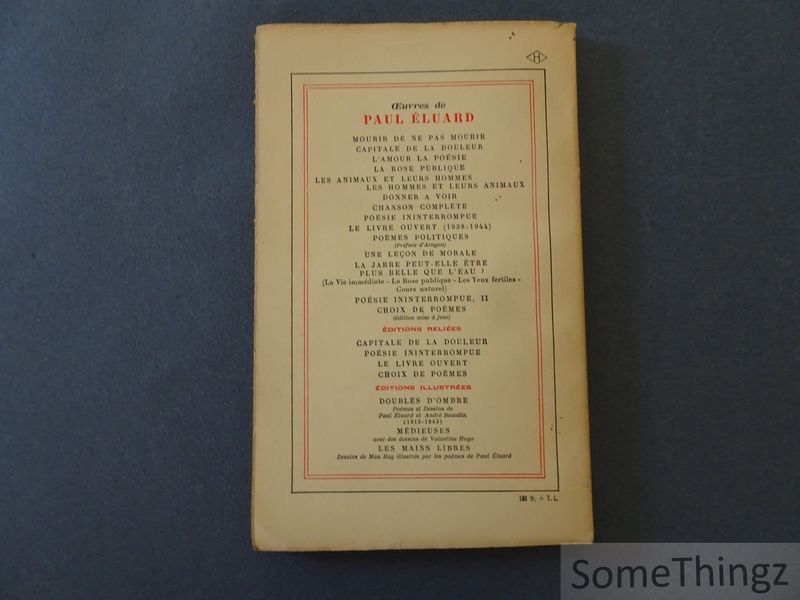 H
Œuvres de
PAUL ÉLUARD
MOURIR DE NE PAS MOURIR
CAPITALE DE LA DOULEUR
L'AMOUR LA POÉSIE
LA ROSE PUBLIQUE
LES ANIMAUX ET LEURS HOMMES
LES HOMMES ET LEURS ANIMAUX
DONNER A VOIR
CHANSON COMPLÈTE
POÉSIE ININTERROMPUE
LE LIVRE OUVERT (1938-1944)
POÈMES POLITIQUES
(Préface d'Aragon)
UNE LEÇON DE MORALE
LA JARRE PEUT-ELLE ÊTRE
PLUS BELLE QUE L'EAU ?
(La Vie immédiate - La Rose publique - Les Yeux fertiles -
Cours naturel)
POÉSIE ININTERROMPUE, II
CHOIX DE POÈMES
(édition mise à jour)
ÉDITIONS RELIÉES
CAPITALE DE LA DOULEUR
POÉSIE ININTERROMPUE
LE LIVRE OUVERT
CHOIX DE POÈMES
ÉDITIONS ILLUSTRÉES
DOUBLES D'OMBRE
Poèmes et Dessins de
Paul Éluard et André Beaudin
(1913-1943)
MÉDIEUSES
avec des dessins de Valentine Hugo
LES MAINS LIBRES
Dessins de Man Ray illustrés par les poèmes de Paul Éluard
160 fr. + T. L.
SomeThingz